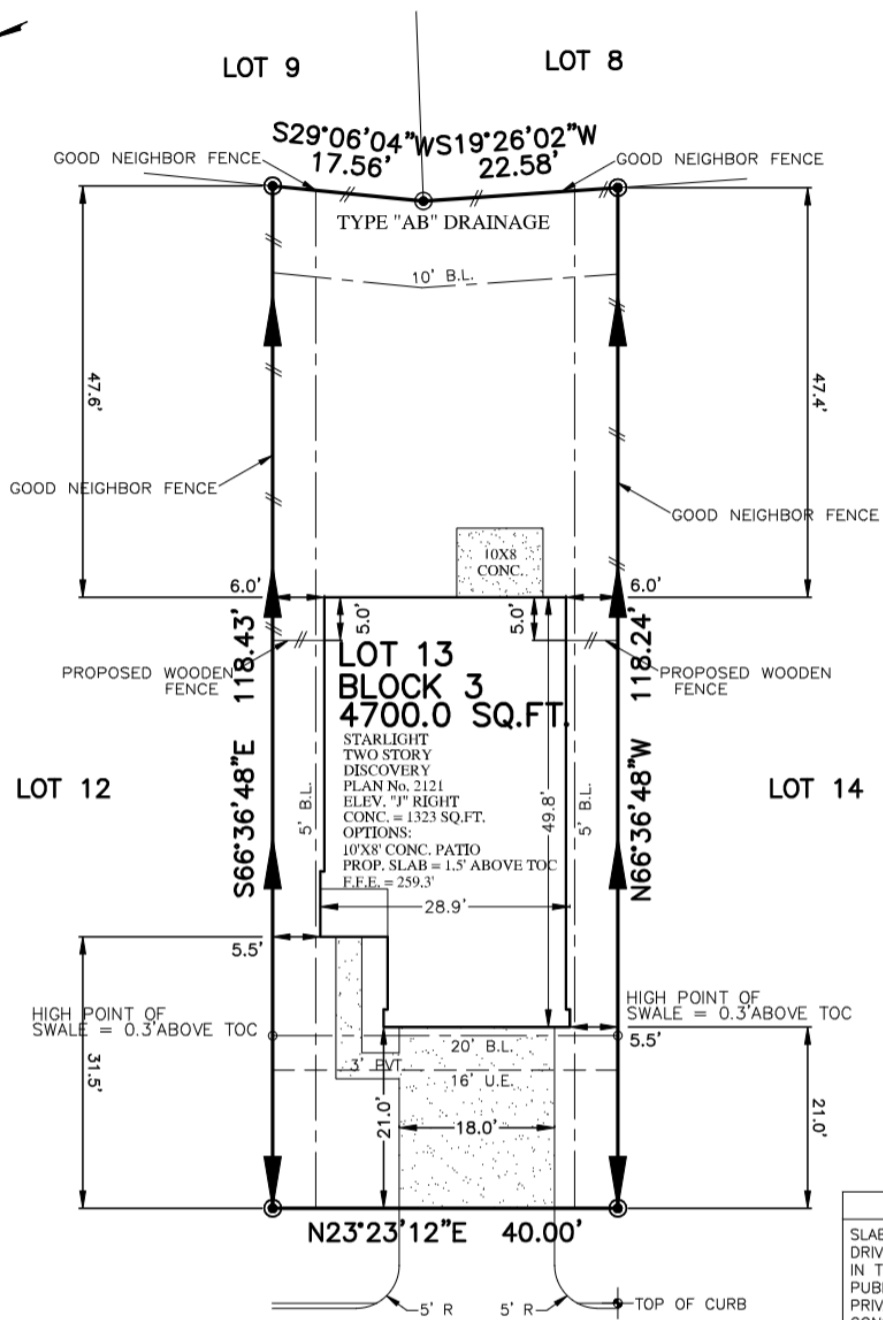 LOT 9
LOT 8
S29°06'04"W
17.56'
S19°26'02"W
22.58'
GOOD NEIGHBOR FENCE
GOOD NEIGHBOR FENCE
TYPE "AB" DRAINAGE
10' B.L.
47.6'
47.4'
GOOD NEIGHBOR FENCE
GOOD NEIGHBOR FENCE
10X8
CONC.
6.0'
6.0'
5.0'
5.0'
S66°36'48"E 118.43'
N66°36'48"W 118.24'
PROPOSED WOODEN
FENCE
PROPOSED WOODEN
FENCE
LOT 13
BLOCK 3
4700.0 SQ.FT.
STARLIGHT
TWO STORY
DISCOVERY
PLAN No. 2121
ELEV. "J" RIGHT
CONC. = 1323 SQ.FT.
OPTIONS:
10'X8' CONC. PATIO
PROP. SLAB = 1.5' ABOVE TOC
F.F.E. = 259.3'
LOT 12
LOT 14
5' B.L.
5' B.L.
49.8'
28.9'
5.5'
5.5'
HIGH POINT OF
SWALE = 0.3'ABOVE TOC
HIGH POINT OF
SWALE = 0.3'ABOVE TOC
20' B.L.
3' PVT
16' U.E.
31.5'
21.0'
18.0'
21.0'
N23°23'12"E 40.00'
5' R
5' R
TOP OF CURB
SLAB
DRIV
IN T
PUBL
PRIV